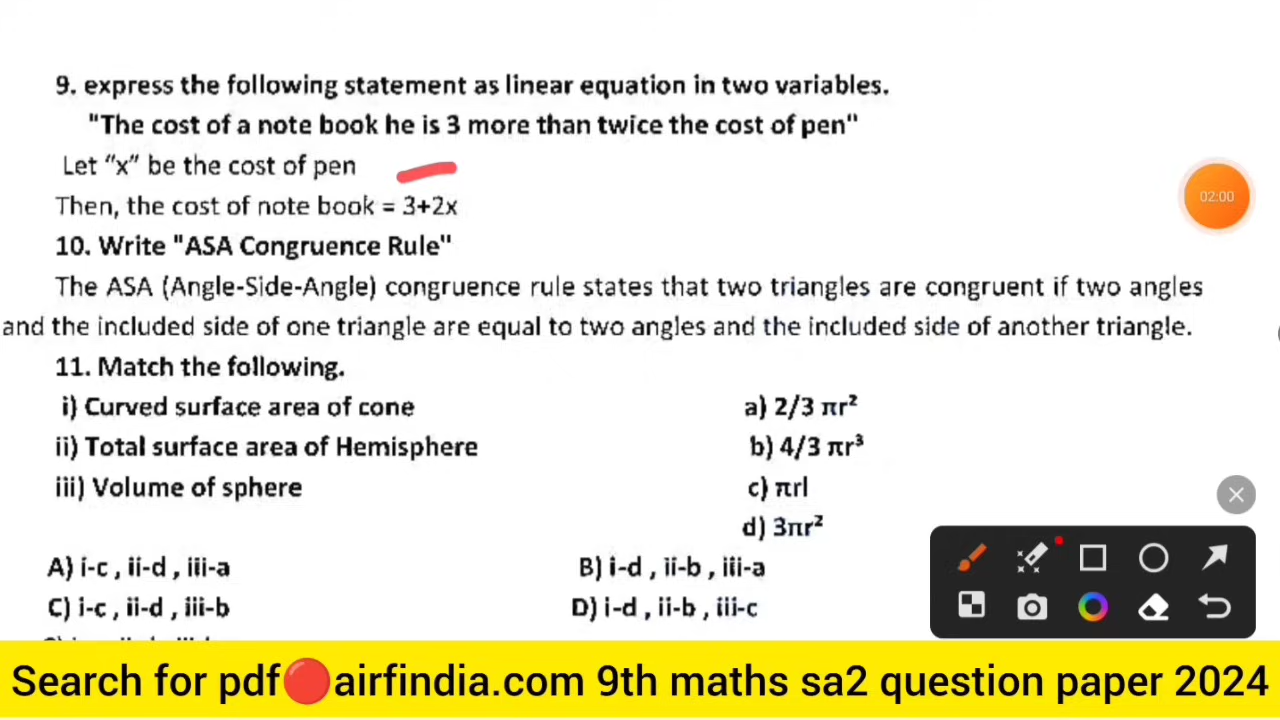 9. express the following statement as linear equation in two variables.
"The cost of a note book he is 3 more than twice the cost of pen"
Let “x” be the cost of pen
Then, the cost of note book = 3+2x
10. Write "ASA Congruence Rule"
The ASA (Angle-Side-Angle) congruence rule states that two triangles are congruent if two angles
and the included side of one triangle are equal to two angles and the included side of another triangle.
11. Match the following.
i) Curved surface area of cone a) 2/3 πr²
ii) Total surface area of Hemisphere b) 4/3 πr³
iii) Volume of sphere c) πrl
d) 3πr²
A) i-c , ii-d , iii-a B) i-d , ii-b , iii-a
C) i-c , ii-d , iii-b D) i-d , ii-b , iii-c
02:00
Search for pdf🔴airfindia.com 9th maths sa2 question paper 2024